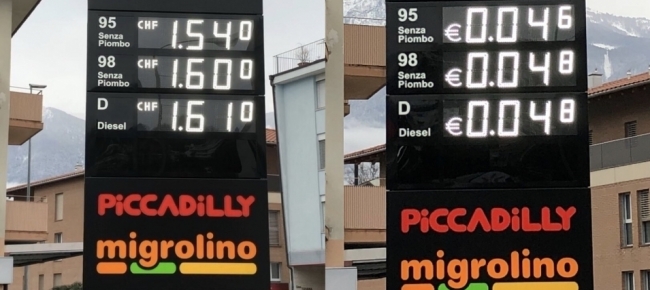 95
Senza
Piombo
CHF 1.540
98
Senza
Piombo
CHF 1.600
D
Diesel
CHF 1.610
PiCCADiLLY
migrolino
95
Senza
Piombo
€0.046
98
Senza
Piombo
€0.048
D
Diesel
€0.048
PiCCADiLLY
migrolino